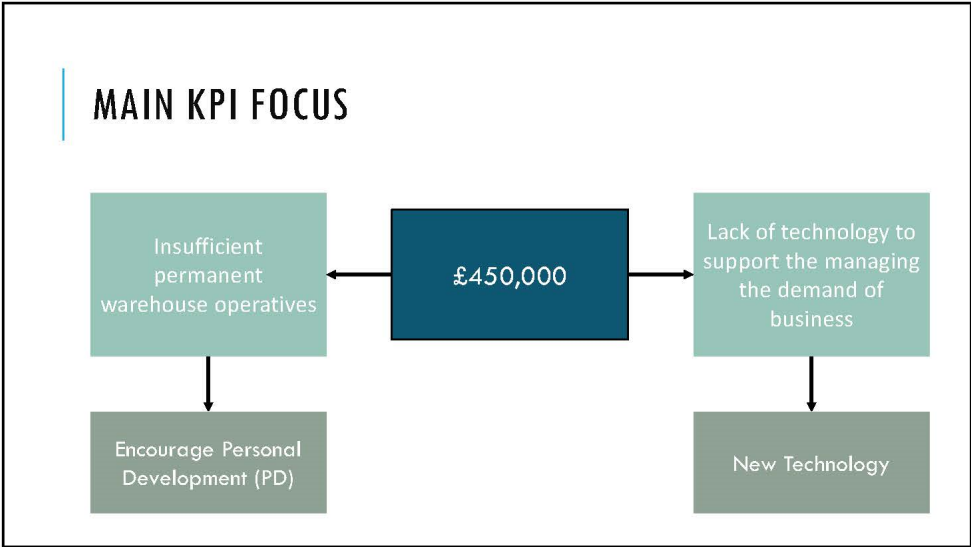 MAIN KPI FOCUS
Insufficient
permanent
warehouse operatives
£450,000
Lack of technology to
support the managing
the demand of
business
Encourage Personal
Development (PD)
New Technology